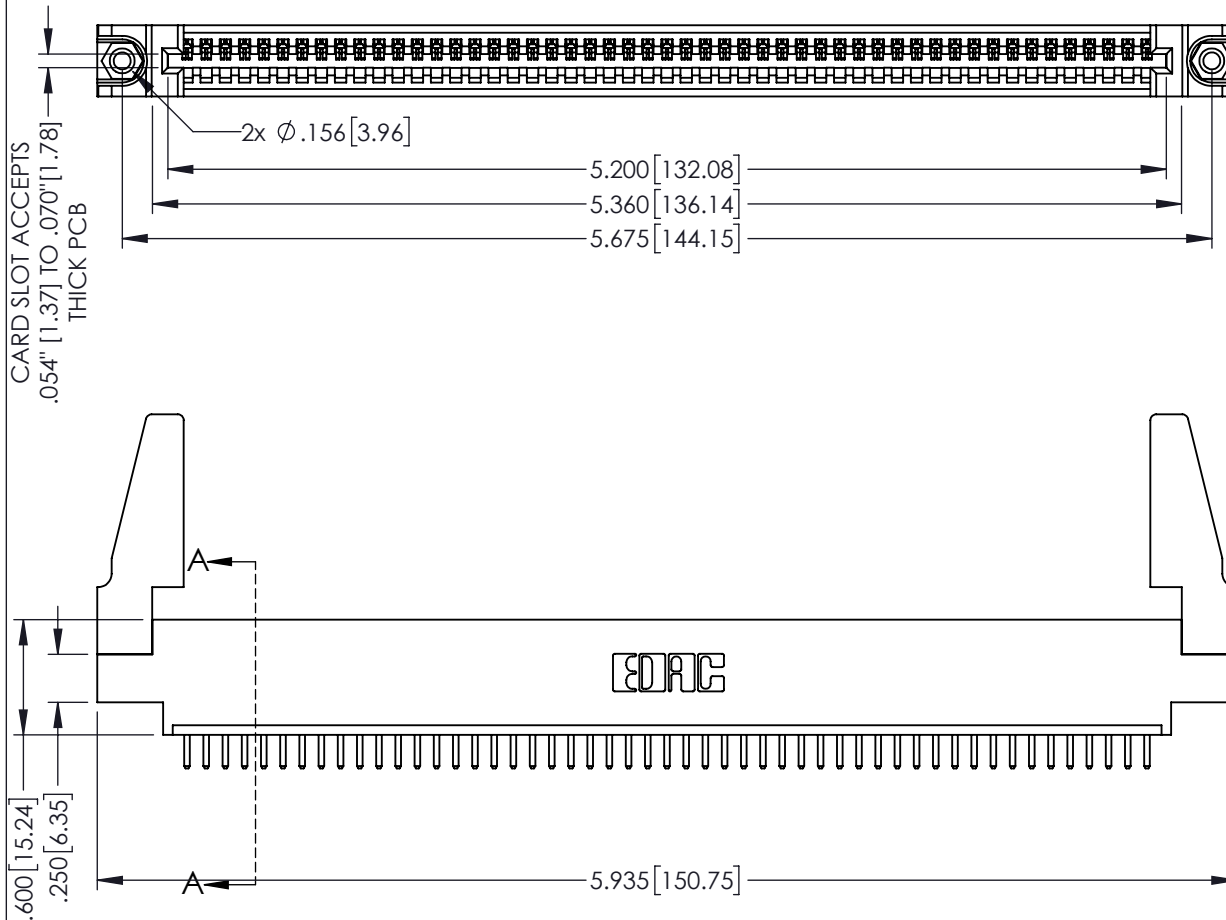 2x Ø.156[3.96]
5.200[132.08]
5.360[136.14]
5.675[144.15]
CARD SLOT ACCEPTS
.054" [1.37] TO .070"[1.78]
THICK PCB
A
EDAC
.600[15.24]
.250[6.35]
A
5.935[150.75]